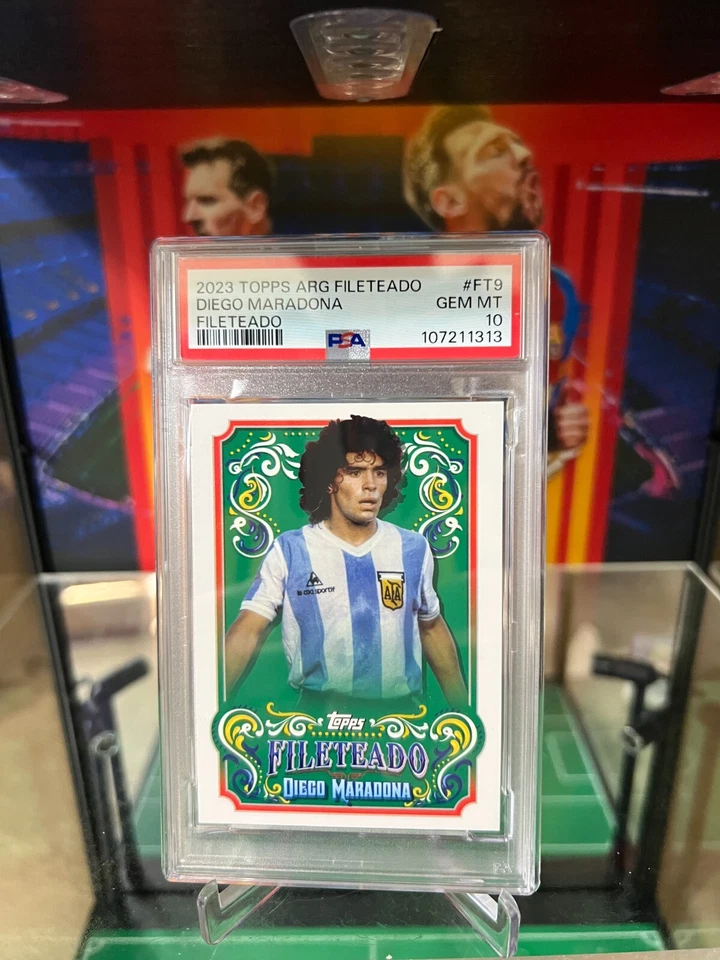 2023 TOPPS ARG FILETEADO #FT9
DIEGO MARADONA GEM MT
FILETEADO 10
PSA 107211313
le coq sportif
AFA
Topps
FILETEADO
DIEGO MARADONA